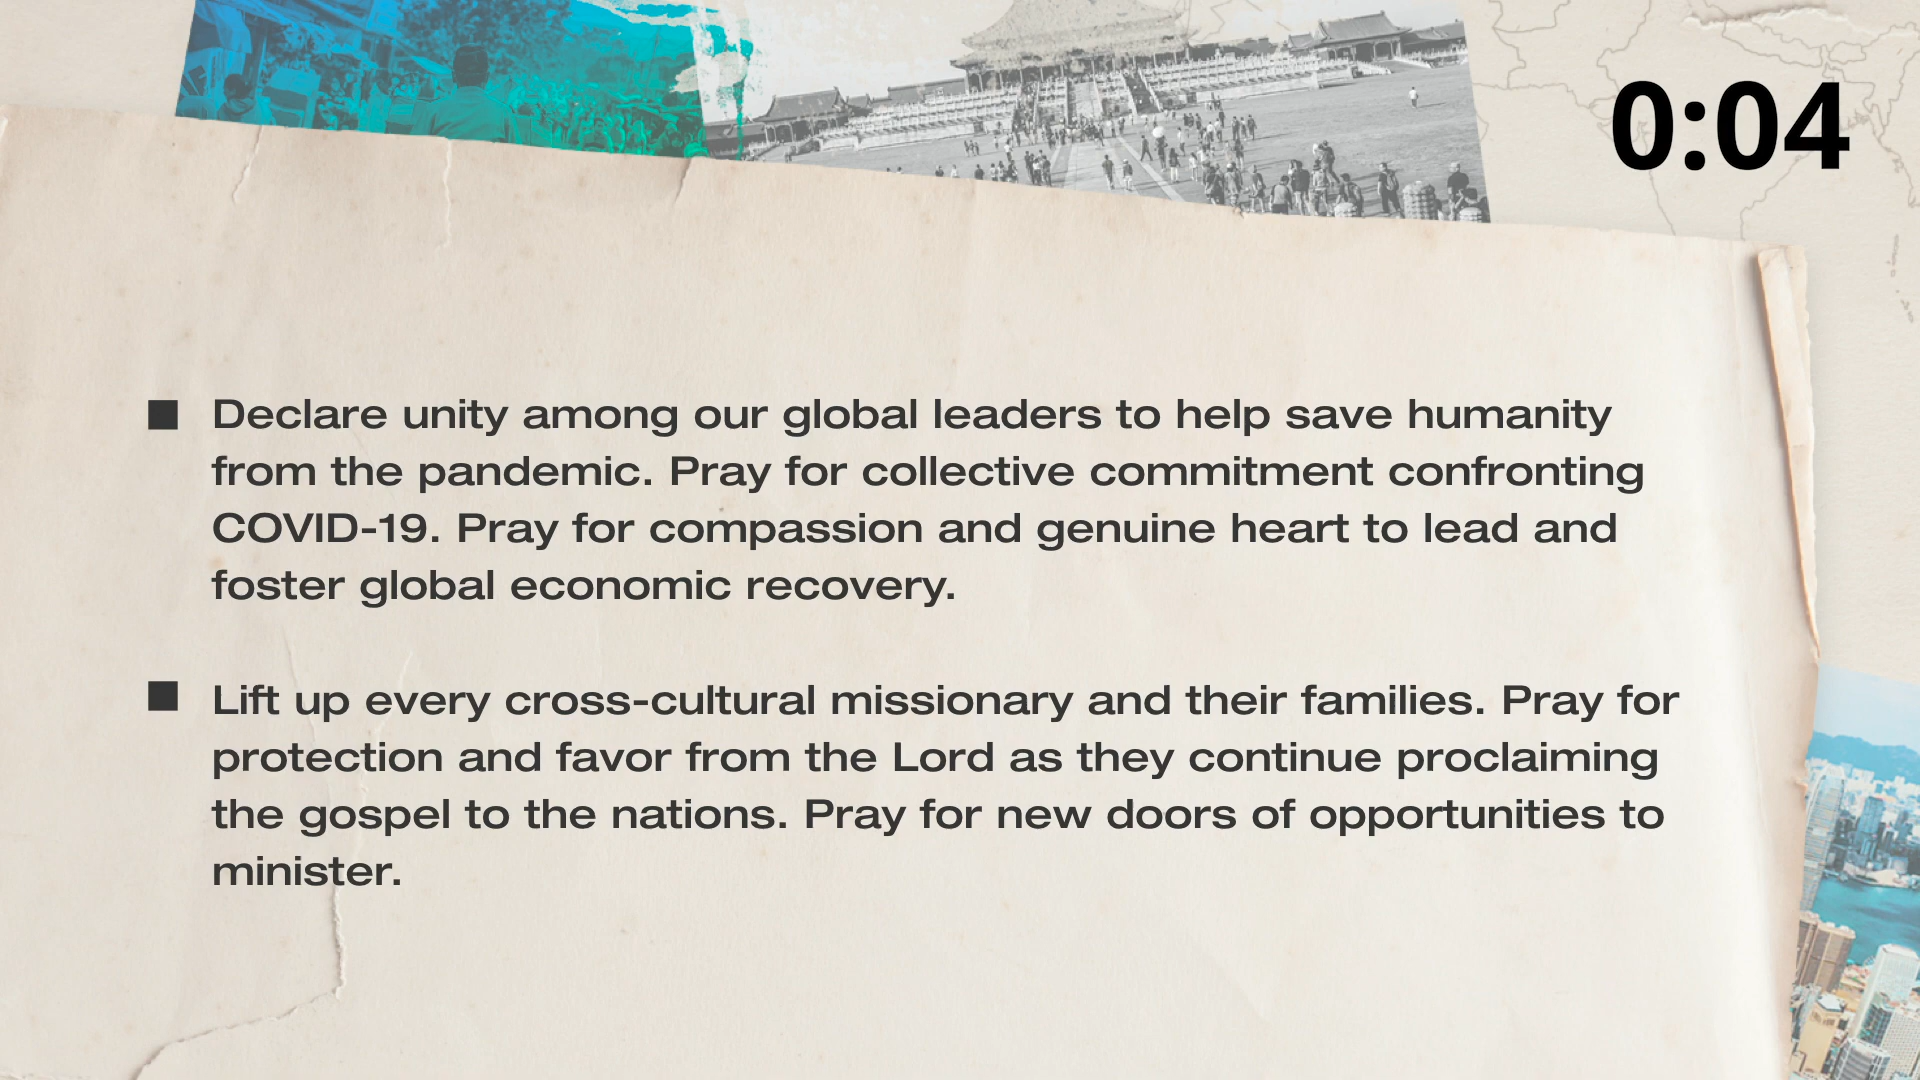 0:04
■ Declare unity among our global leaders to help save humanity
from the pandemic. Pray for collective commitment confronting
COVID-19. Pray for compassion and genuine heart to lead and
foster global economic recovery.
■ Lift up every cross-cultural missionary and their families. Pray for
protection and favor from the Lord as they continue proclaiming
the gospel to the nations. Pray for new doors of opportunities to
minister.